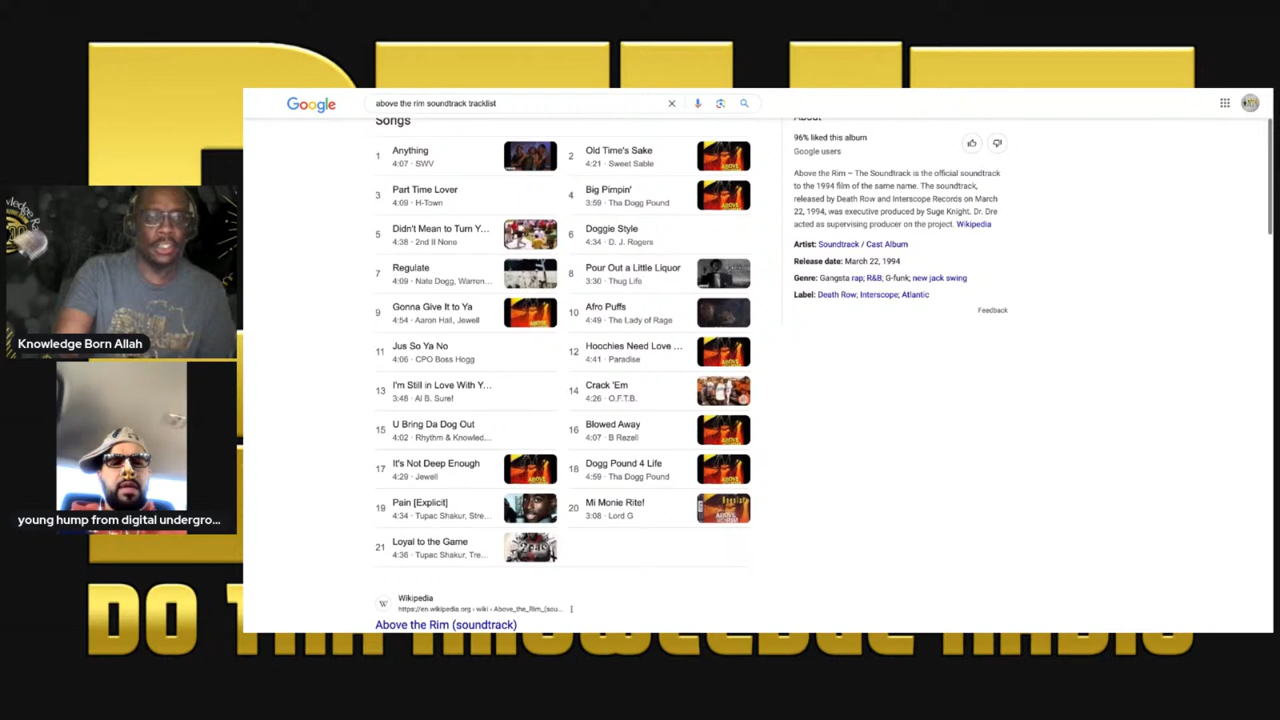 Google
above the rim soundtrack tracklist
Songs
1
Anything
4:07 · SWV
2
Old Time's Sake
4:21 · Sweet Sable
3
Part Time Lover
4:09 · H-Town
4
Big Pimpin'
3:59 · Tha Dogg Pound
5
Didn't Mean to Turn Y...
4:38 · 2nd II None
6
Doggie Style
4:34 · D. J. Rogers
7
Regulate
4:09 · Nate Dogg, Warren...
8
Pour Out a Little Liquor
3:30 · Thug Life
9
Gonna Give It to Ya
4:54 · Aaron Hall, Jewell
10
Afro Puffs
4:49 · The Lady of Rage
11
Jus So Ya No
4:06 · CPO Boss Hogg
12
Hoochies Need Love ...
4:41 · Paradise
13
I'm Still in Love With Y...
3:48 · Al B. Sure!
14
Crack 'Em
4:26 · O.F.T.B.
15
U Bring Da Dog Out
4:02 · Rhythm & Knowled...
16
Blowed Away
4:07 · B Rezell
17
It's Not Deep Enough
4:29 · Jewell
18
Dogg Pound 4 Life
4:59 · Tha Dogg Pound
19
Pain [Explicit]
4:34 · Tupac Shakur, Stre...
20
Mi Monie Rite!
3:08 · Lord G
21
Loyal to the Game
4:36 · Tupac Shakur, Tre...
W
Wikipedia
https://en.wikipedia.org › wiki › Above_the_Rim_(sou...
Above the Rim (soundtrack)
About
96% liked this album
Google users
Above the Rim – The Soundtrack is the official soundtrack
to the 1994 film of the same name. The soundtrack,
released by Death Row and Interscope Records on March
22, 1994, was executive produced by Suge Knight. Dr. Dre
acted as supervising producer on the project. Wikipedia
Artist: Soundtrack / Cast Album
Release date: March 22, 1994
Genre: Gangsta rap; R&B; G-funk; new jack swing
Label: Death Row; Interscope; Atlantic
Feedback
Knowledge Born Allah
young hump from digital undergro...
DO
KNOWLEDGE RADIO